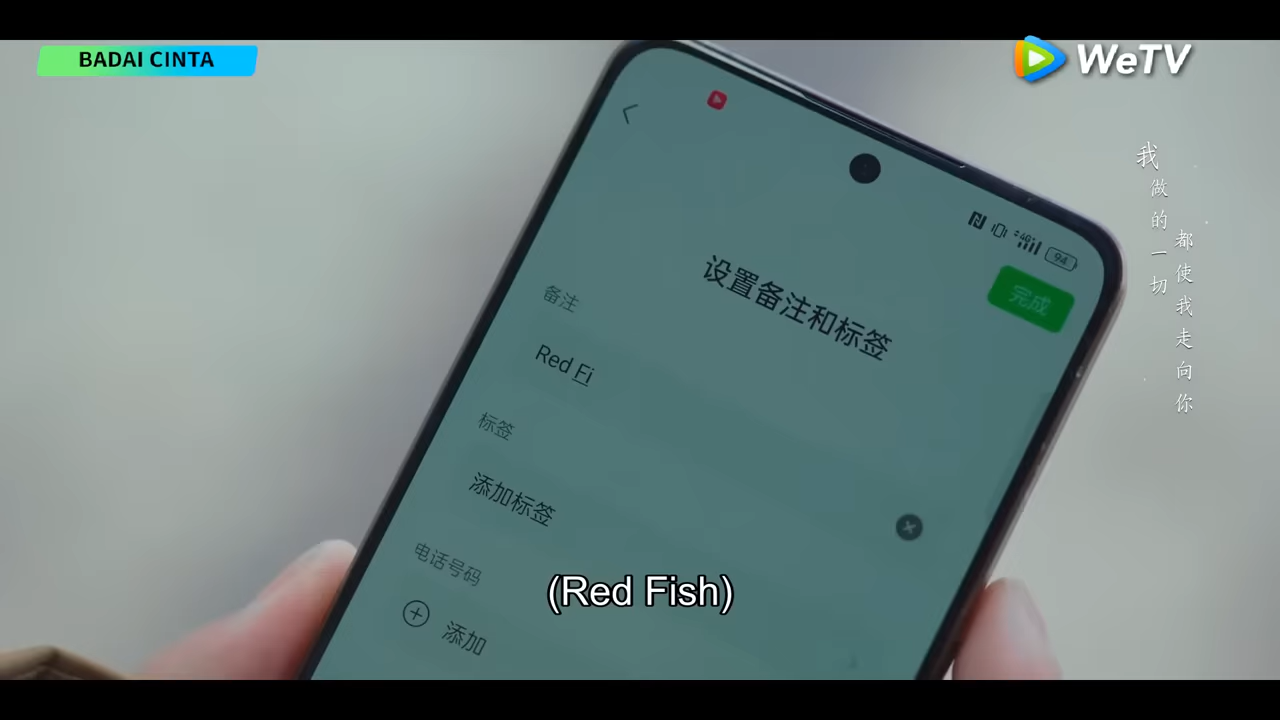 BADAI CINTA
WeTV
我做的一切
都使我走向你
94
完成
设置备注和标签
备注
Red Fi
标签
添加标签
电话号码
添加
(Red Fish)